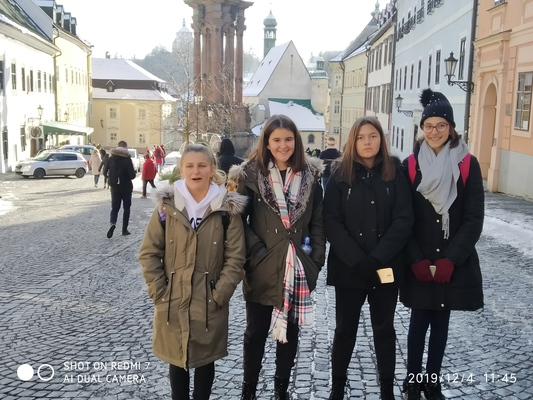 SHOT ON REDMI 7
AI DUAL CAMERA
2019/12/4 11:45